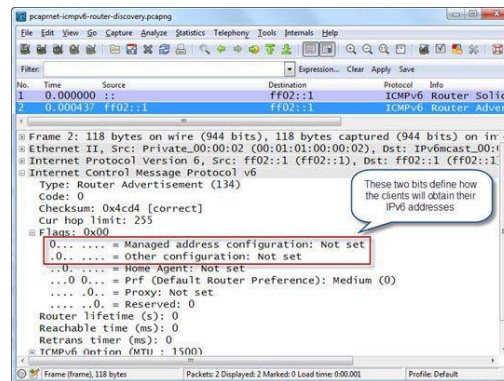 pcaprnet-icmpv6-router-discovery.pcapng
File Edit View Go Capture Analyze Statistics Telephony Tools Internals Help
Filter: Expression... Clear Apply Save
No. Time Source Destination Protocol Info
1 0.000000 :: ff02::1 ICMPv6 Router Solic
2 0.000437 ff02::1 ff02::1 ICMPv6 Router Adver
Frame 2: 118 bytes on wire (944 bits), 118 bytes captured (944 bits) on in
Ethernet II, Src: Private_00:00:02 (00:01:01:00:00:02), Dst: IPv6mcast_00:
Internet Protocol Version 6, Src: ff02::1 (ff02::1), Dst: ff02::1 (ff02::1
Internet Control Message Protocol v6
Type: Router Advertisement (134)
Code: 0
Checksum: 0x4cd4 [correct]
Cur hop limit: 255
Flags: 0x00
0... .... = Managed address configuration: Not set
.0.. .... = Other configuration: Not set
..0. .... = Home Agent: Not set
...0 0... = Prf (Default Router Preference): Medium (0)
.... .0.. = Proxy: Not set
.... ..0. = Reserved: 0
Router lifetime (s): 0
Reachable time (ms): 0
Retrans timer (ms): 0
ICMPv6 Option (MTU : 1500)
These two bits define how
the clients will obtain their
IPv6 addresses
Frame (frame), 118 bytes Packets: 2 Displayed: 2 Marked: 0 Load time: 0:00.001 Profile: Default